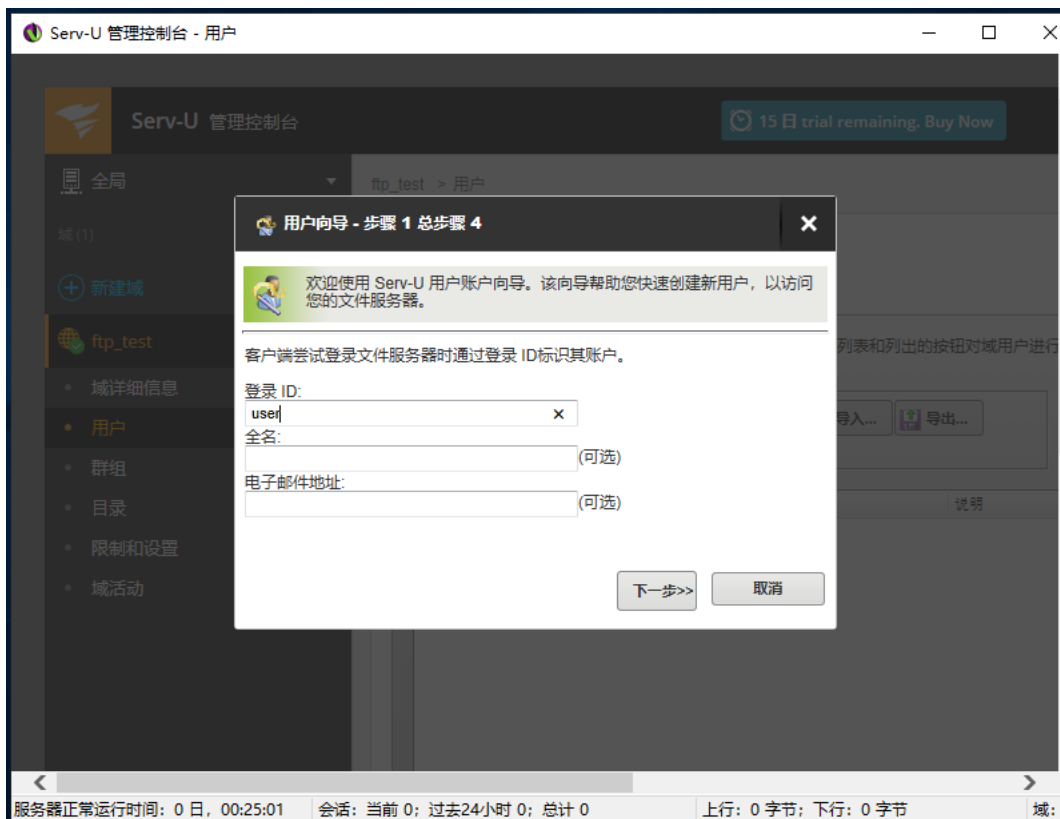 Serv-U 管理控制台 - 用户
Serv-U 管理控制台
15 日 trial remaining. Buy Now
全局
ftp_test > 用户
域 (1)
新建域
ftp_test
域详细信息
用户
群组
目录
限制和设置
域活动
用户向导 - 步骤 1 总步骤 4
欢迎使用 Serv-U 用户账户向导。该向导帮助您快速创建新用户，以访问
您的文件服务器。
客户端尝试登录文件服务器时通过登录 ID标识其账户。
登录 ID:
user
全名:
(可选)
电子邮件地址:
(可选)
下一步>>
取消
列表和列出的按钮对域用户进行
导入...
导出...
说明
服务器正常运行时间：0 日，00:25:01
会话：当前 0；过去24小时 0；总计 0
上行：0 字节；下行：0 字节
域: